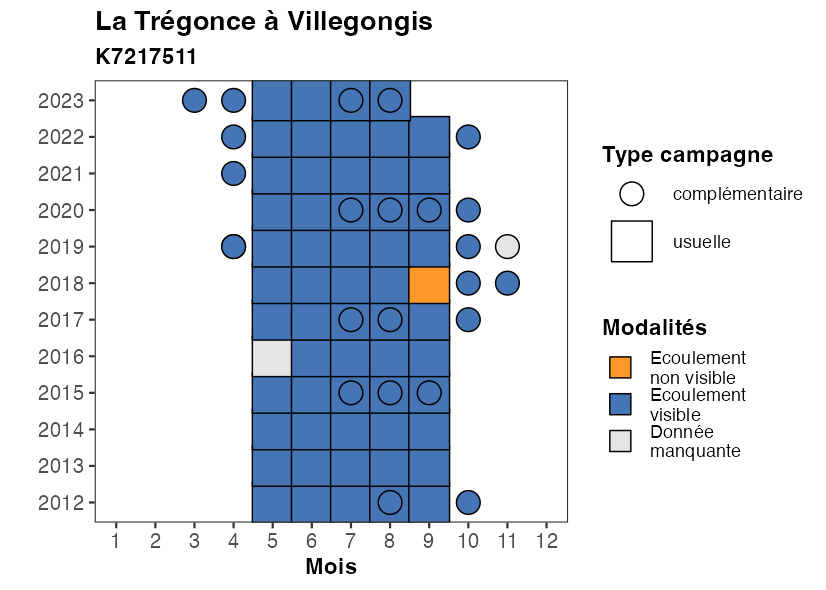 La Trégonce à Villegongis
K7217511
2023
2022
2021
2020
2019
2018
2017
2016
2015
2014
2013
2012
1 2 3 4 5 6 7 8 9 10 11 12
Mois
Type campagne
complémentaire
usuelle
Modalités
Ecoulement
non visible
Ecoulement
visible
Donnée
manquante